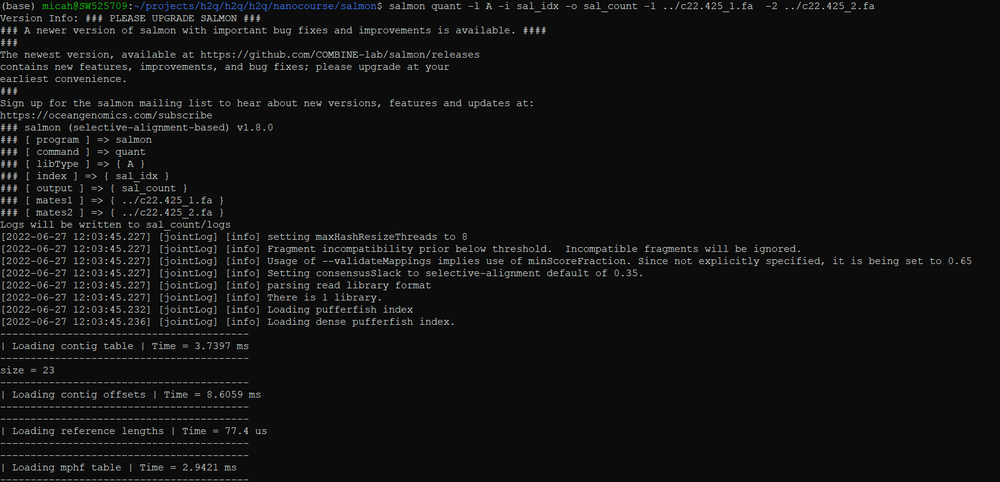 (base) micah@SW525709:~/projects/h2q/h2q/h2q/nanocourse/salmon$ salmon quant -l A -i sal_idx -o sal_count -1 ../c22.425_1.fa  -2 ../c22.425_2.fa
Version Info: ### PLEASE UPGRADE SALMON ###
### A newer version of salmon with important bug fixes and improvements is available. ####
###
The newest version, available at https://github.com/COMBINE-lab/salmon/releases
contains new features, improvements, and bug fixes; please upgrade at your
earliest convenience.
###
Sign up for the salmon mailing list to hear about new versions, features and updates at:
https://oceangenomics.com/subscribe
### salmon (selective-alignment-based) v1.8.0
### [ program ] => salmon
### [ command ] => quant
### [ libType ] => { A }
### [ index ] => { sal_idx }
### [ output ] => { sal_count }
### [ mates1 ] => { ../c22.425_1.fa }
### [ mates2 ] => { ../c22.425_2.fa }
Logs will be written to sal_count/logs
[2022-06-27 12:03:45.227] [jointLog] [info] setting maxHashResizeThreads to 8
[2022-06-27 12:03:45.227] [jointLog] [info] Fragment incompatibility prior below threshold.  Incompatible fragments will be ignored.
[2022-06-27 12:03:45.227] [jointLog] [info] Usage of --validateMappings implies use of minScoreFraction. Since not explicitly specified, it is being set to 0.65
[2022-06-27 12:03:45.227] [jointLog] [info] Setting consensusSlack to selective-alignment default of 0.35.
[2022-06-27 12:03:45.227] [jointLog] [info] parsing read library format
[2022-06-27 12:03:45.227] [jointLog] [info] There is 1 library.
[2022-06-27 12:03:45.232] [jointLog] [info] Loading pufferfish index
[2022-06-27 12:03:45.236] [jointLog] [info] Loading dense pufferfish index.
-----------------------------------------
| Loading contig table | Time = 3.7397 ms
-----------------------------------------
size = 23
-----------------------------------------
| Loading contig offsets | Time = 8.6059 ms
-----------------------------------------
-----------------------------------------
| Loading reference lengths | Time = 77.4 us
-----------------------------------------
-----------------------------------------
| Loading mphf table | Time = 2.9421 ms
-----------------------------------------